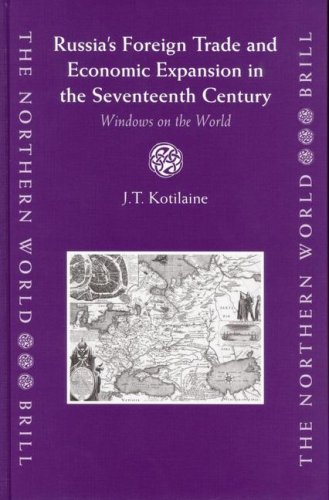 Russia's Foreign Trade and
Economic Expansion in
the Seventeenth Century
Windows on the World
J.T. Kotilaine
THE NORTHERN WORLD
BRILL
THE NORTHERN WORLD
BRILL